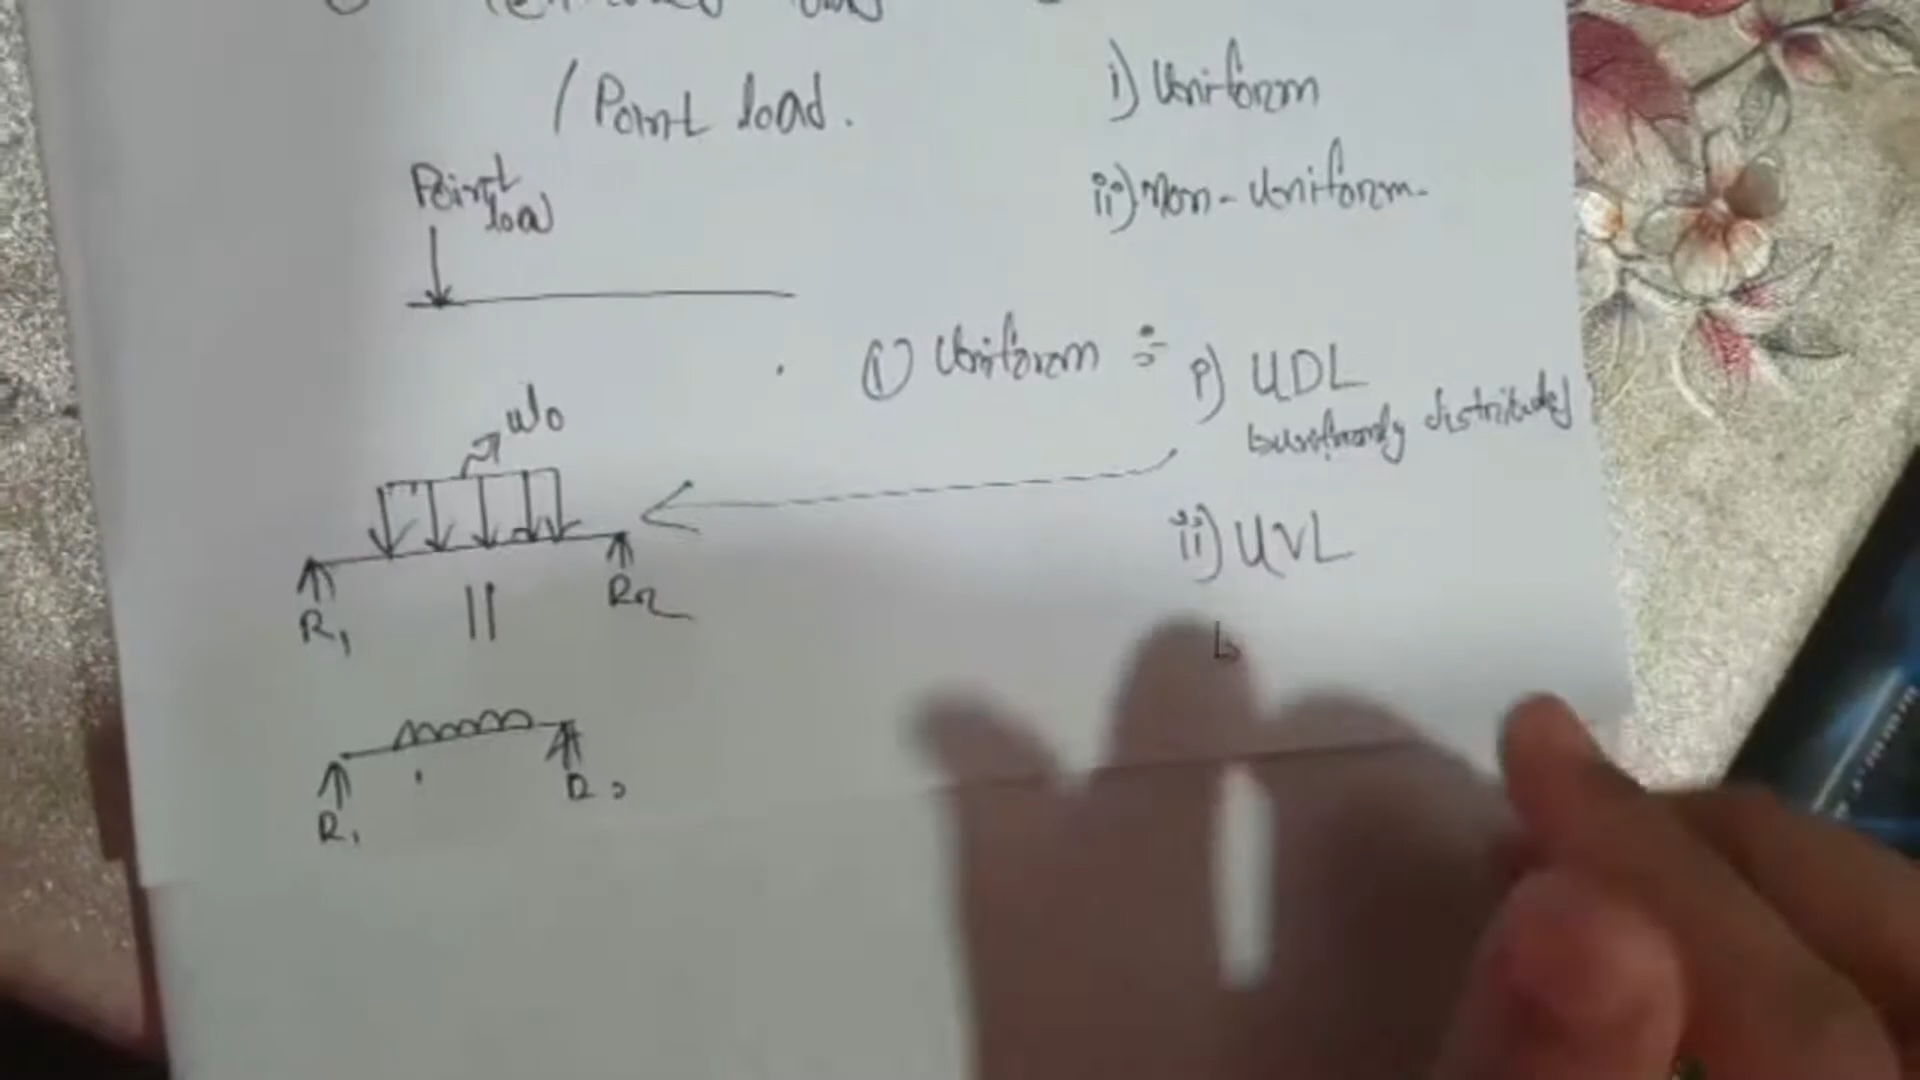 / Point load.
i) Uniform
ii) Non-Uniform.
Point
load
① Uniform ÷
i) UDL
↳ uniformly distributed
w0
ii) UVL
↳
R1
R2
||
R1
R2